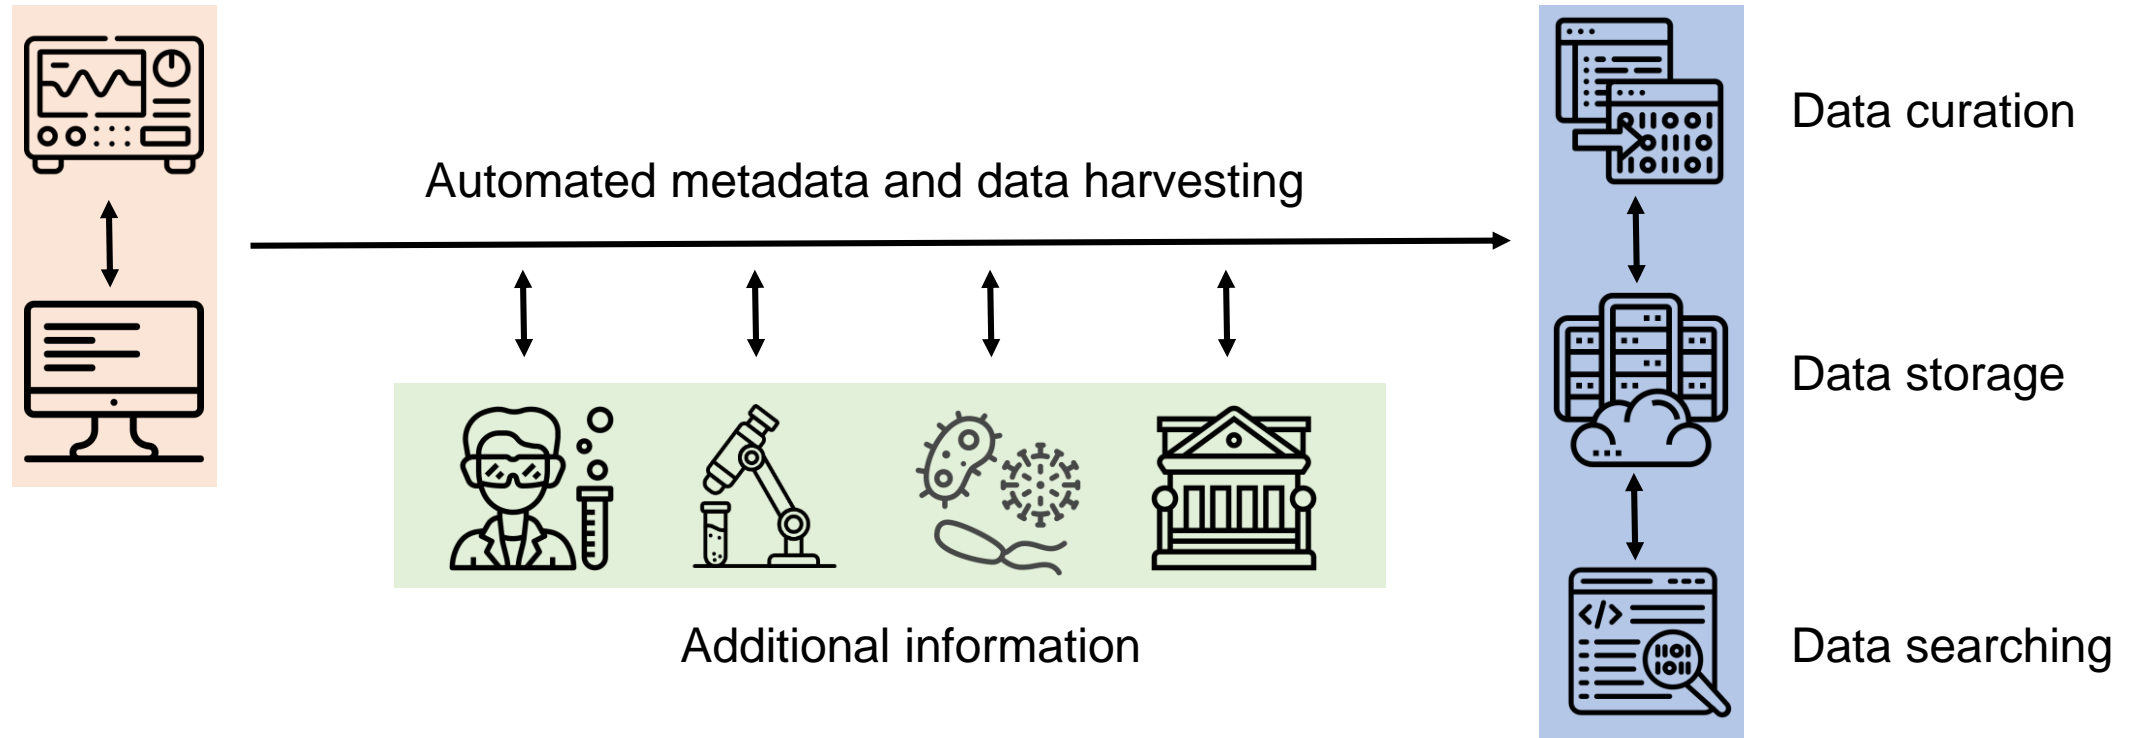 Automated metadata and data harvesting
Additional information
Data curation
Data storage
Data searching